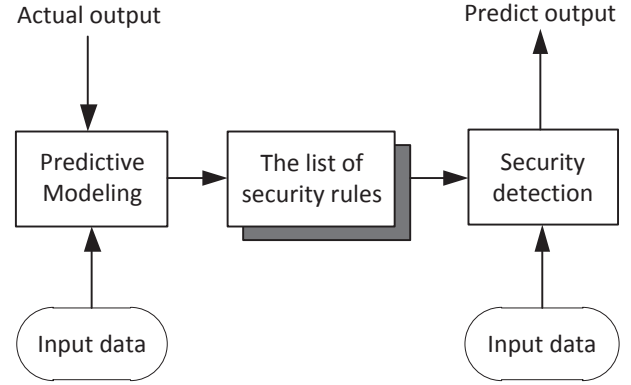 Actual output
Predict output
Predictive
Modeling
The list of
security rules
Security
detection
Input data
Input data